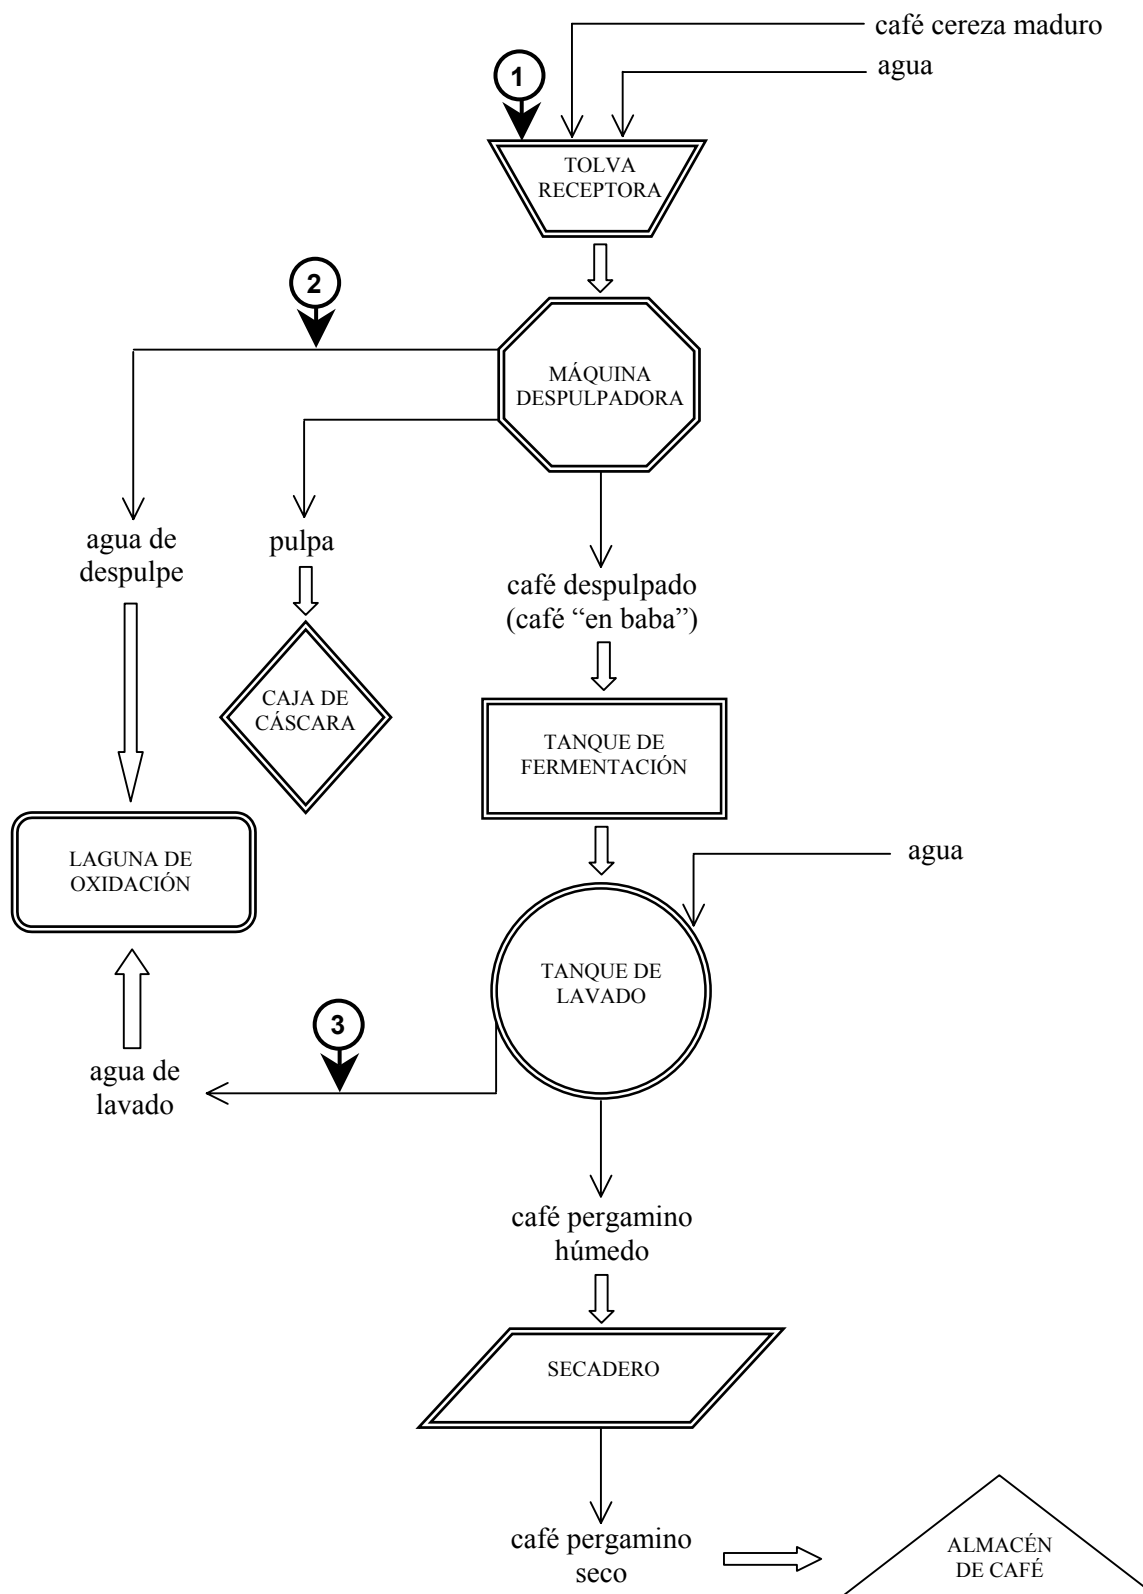 café cereza maduro
agua
1
TOLVA
RECEPTORA
2
MÁQUINA
DESPULPADORA
agua de
despulpe
pulpa
café despulpado
(café “en baba”)
CAJA DE
CÁSCARA
TANQUE DE
FERMENTACIÓN
LAGUNA DE
OXIDACIÓN
agua
TANQUE DE
LAVADO
3
agua de
lavado
café pergamino
húmedo
SECADERO
café pergamino
seco
ALMACÉN
DE CAFÉ